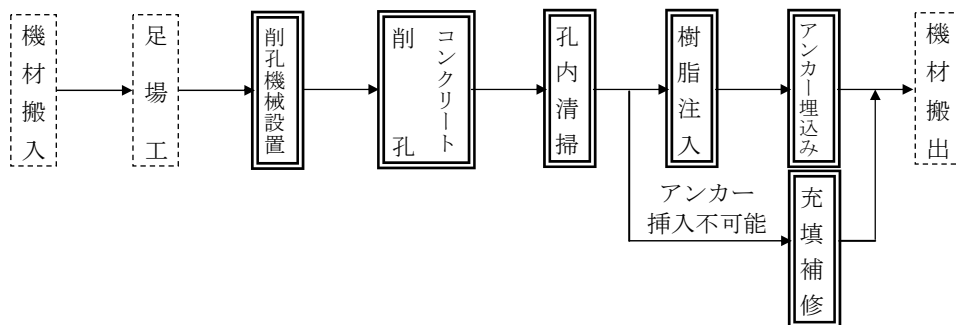 機材搬入
足場工
削孔機械設置
コンクリート
削孔
孔内清掃
樹脂注入
アンカー埋込み
機材搬出
アンカー
挿入不可能
充填補修